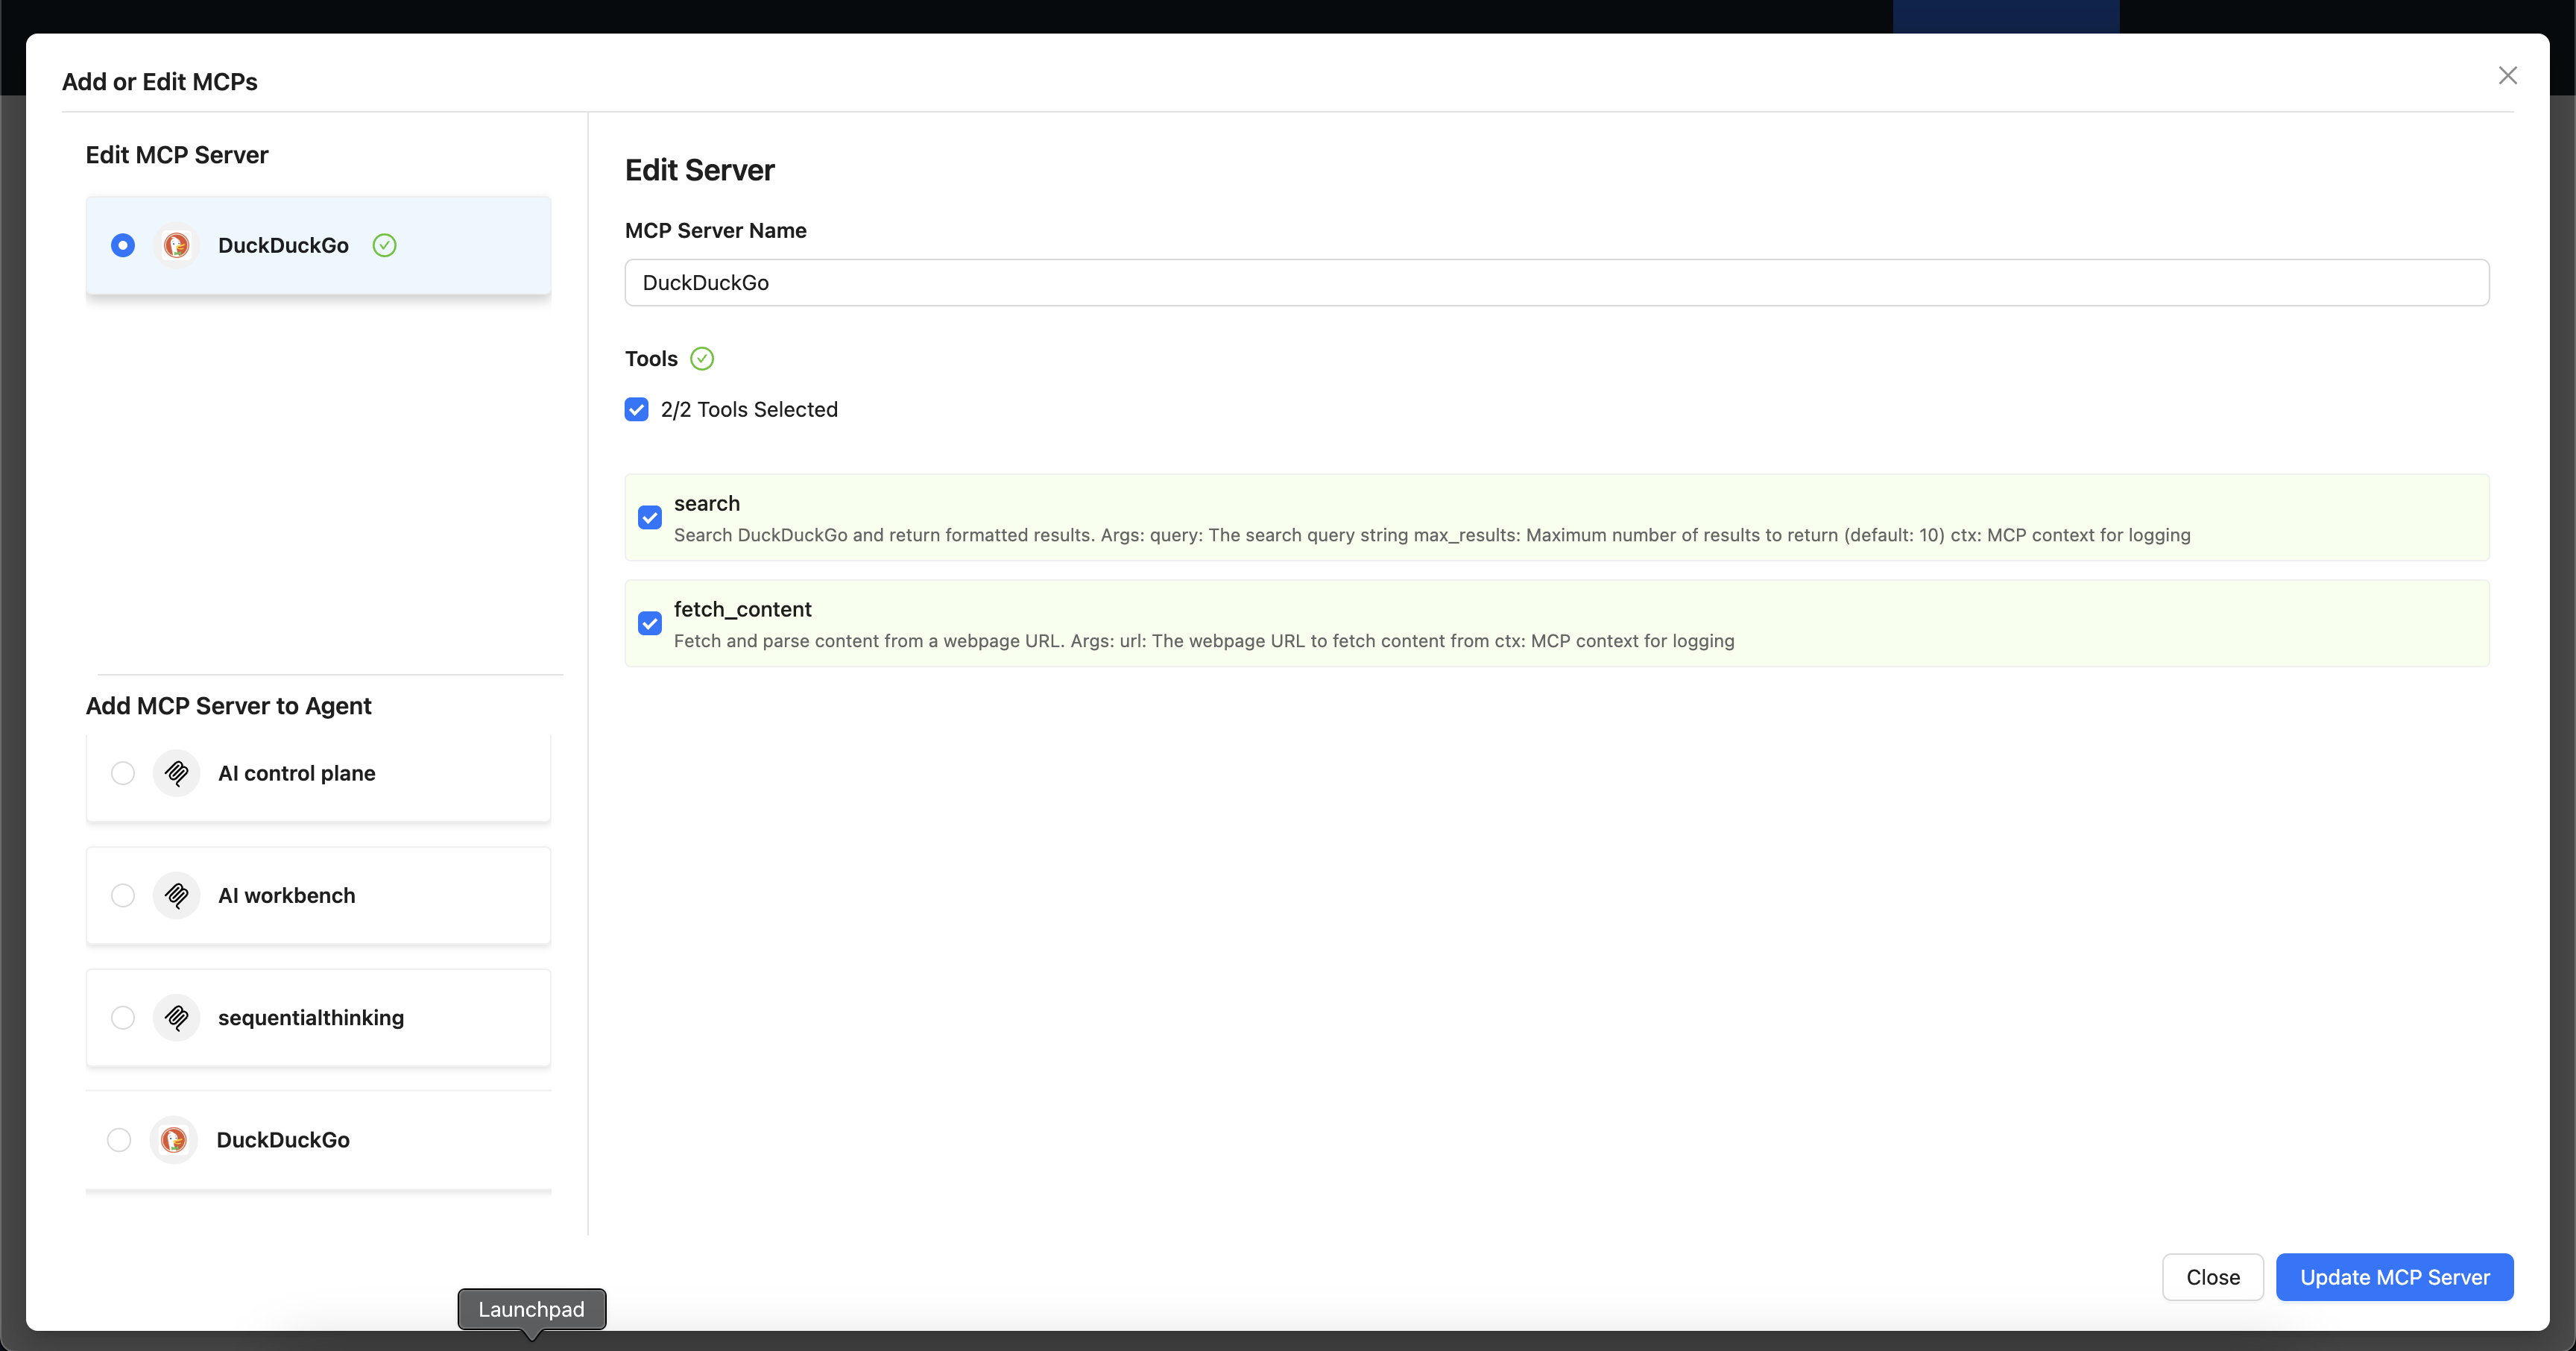 Add or Edit MCPs
Edit MCP Server
DuckDuckGo
Add MCP Server to Agent
AI control plane
AI workbench
sequentialthinking
DuckDuckGo
Edit Server
MCP Server Name
DuckDuckGo
Tools
2/2 Tools Selected
search
Search DuckDuckGo and return formatted results. Args: query: The search query string max_results: Maximum number of results to return (default: 10) ctx: MCP context for logging
fetch_content
Fetch and parse content from a webpage URL. Args: url: The webpage URL to fetch content from ctx: MCP context for logging
Close
Update MCP Server
Launchpad